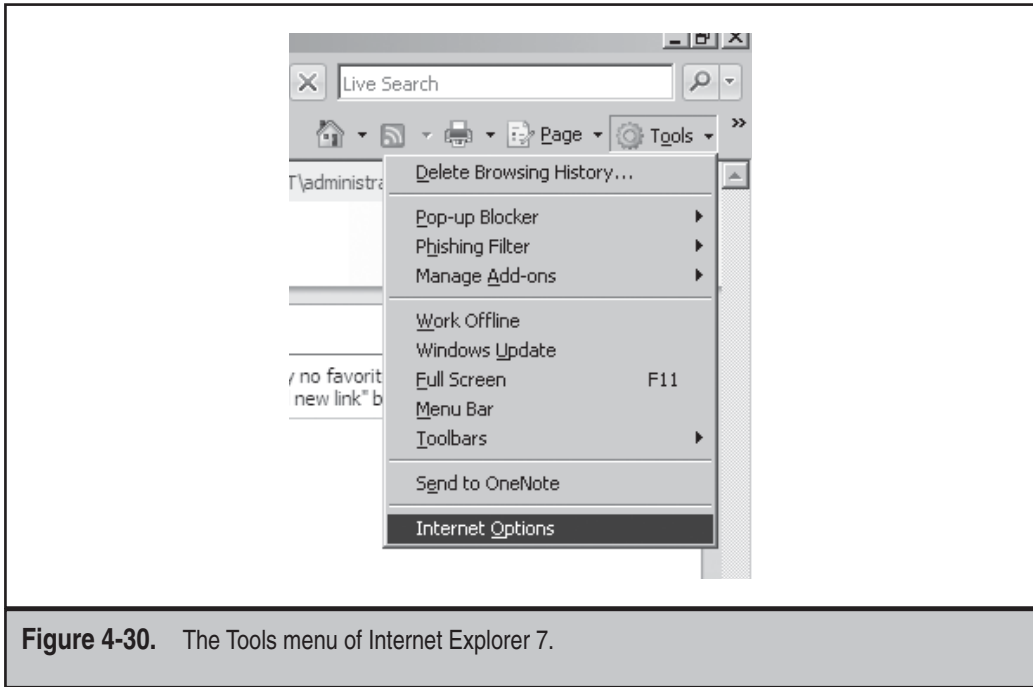 Live Search
Page Tools »
T\administra
Delete Browsing History...
Pop-up Blocker
Phishing Filter
Manage Add-ons
Work Offline
Windows Update
y no favorit
Full Screen F11
new link" b
Menu Bar
Toolbars
Send to OneNote
Internet Options
Figure 4-30. The Tools menu of Internet Explorer 7.